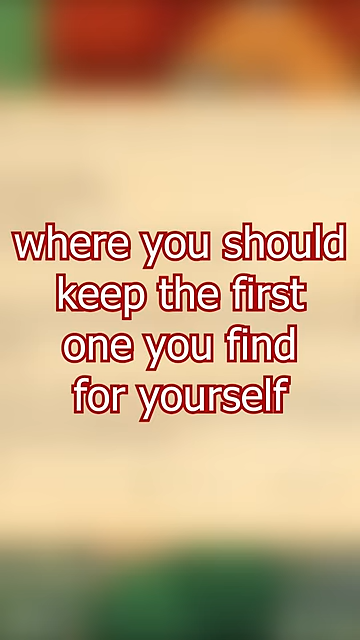 where you should
keep the first
one you find
for yourself